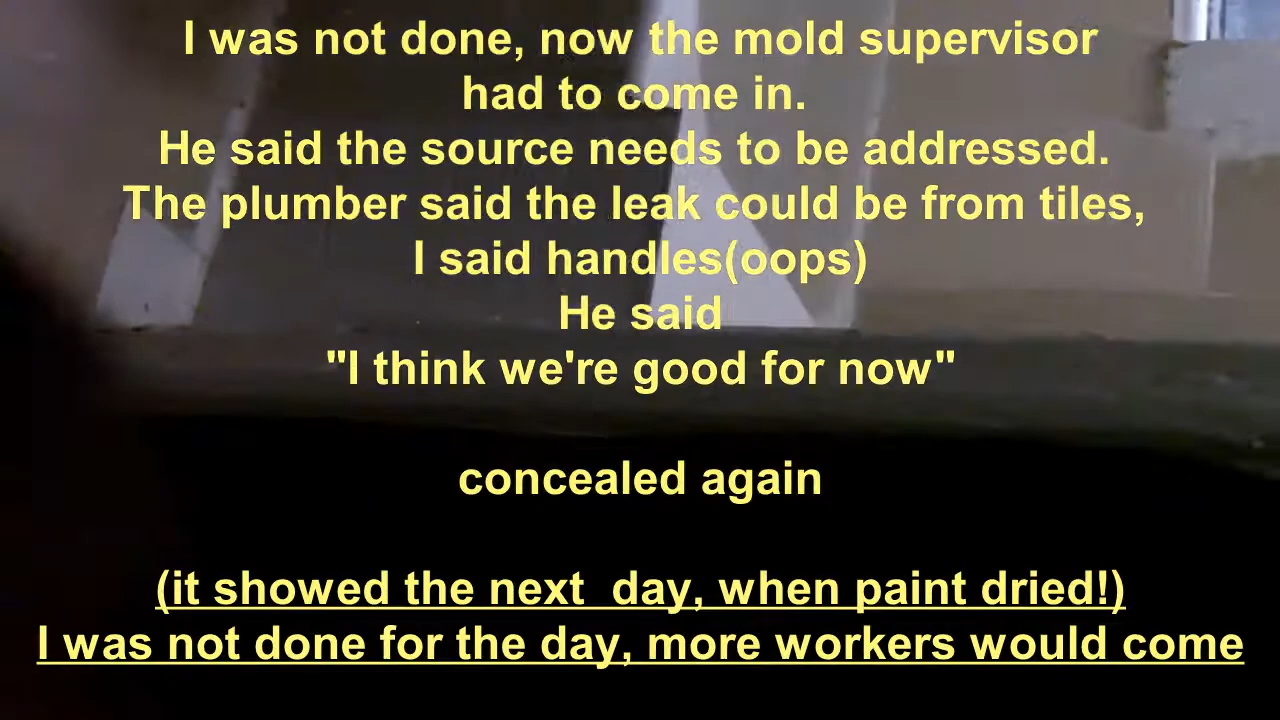 I was not done, now the mold supervisor
had to come in.
He said the source needs to be addressed.
The plumber said the leak could be from tiles,
I said handles(oops)
He said
"I think we're good for now"
concealed again
(it showed the next  day, when paint dried!)
I was not done for the day, more workers would come